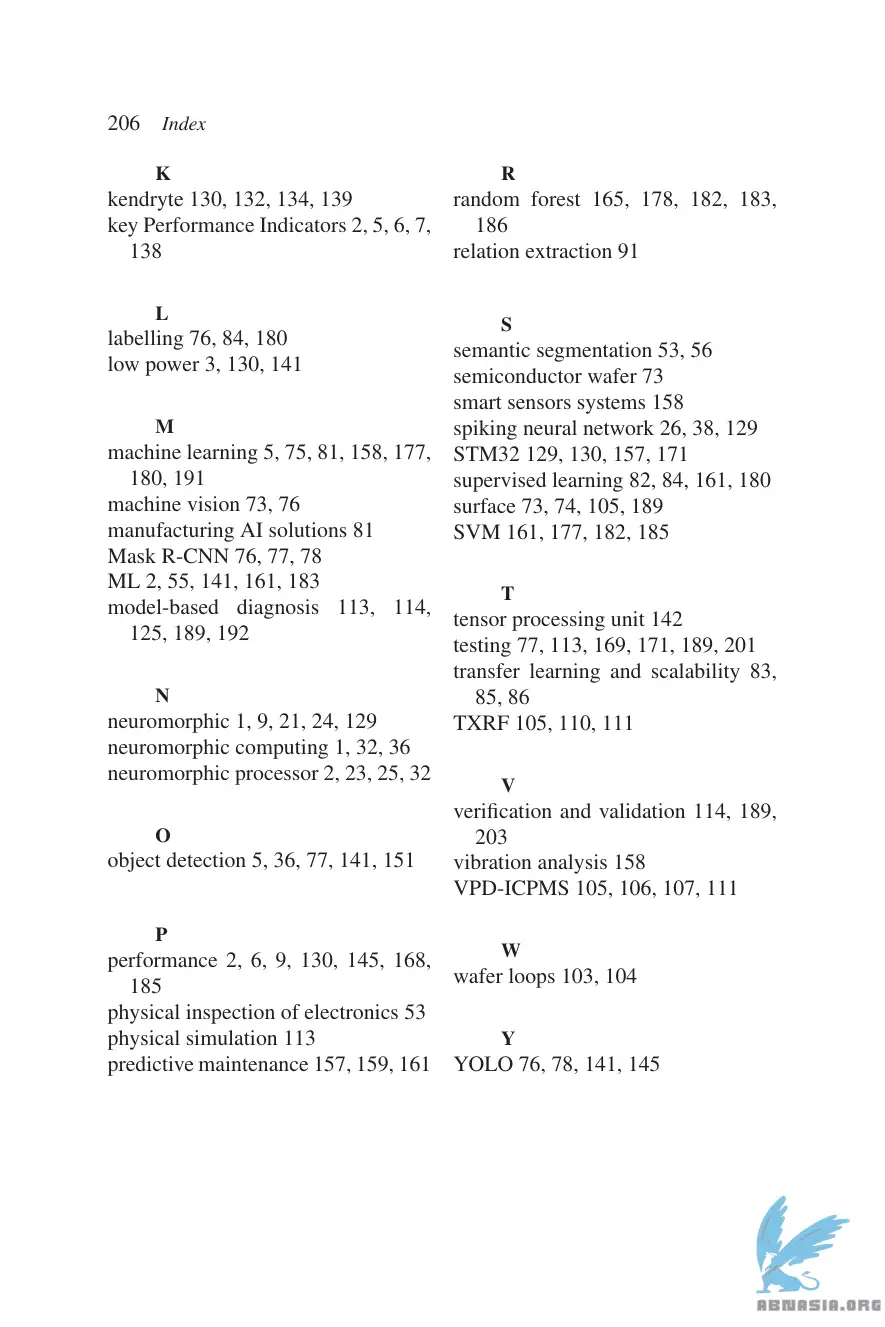 206 Index
K
kendryte 130, 132, 134, 139
key Performance Indicators 2, 5, 6, 7,
138
L
labelling 76, 84, 180
low power 3, 130, 141
M
machine learning 5, 75, 81, 158, 177,
180, 191
machine vision 73, 76
manufacturing AI solutions 81
Mask R-CNN 76, 77, 78
ML 2, 55, 141, 161, 183
model-based diagnosis 113, 114,
125, 189, 192
N
neuromorphic 1, 9, 21, 24, 129
neuromorphic computing 1, 32, 36
neuromorphic processor 2, 23, 25, 32
O
object detection 5, 36, 77, 141, 151
P
performance 2, 6, 9, 130, 145, 168,
185
physical inspection of electronics 53
physical simulation 113
predictive maintenance 157, 159, 161
R
random forest 165, 178, 182, 183,
186
relation extraction 91
S
semantic segmentation 53, 56
semiconductor wafer 73
smart sensors systems 158
spiking neural network 26, 38, 129
STM32 129, 130, 157, 171
supervised learning 82, 84, 161, 180
surface 73, 74, 105, 189
SVM 161, 177, 182, 185
T
tensor processing unit 142
testing 77, 113, 169, 171, 189, 201
transfer learning and scalability 83,
85, 86
TXRF 105, 110, 111
V
verification and validation 114, 189,
203
vibration analysis 158
VPD-ICPMS 105, 106, 107, 111
W
wafer loops 103, 104
Y
YOLO 76, 78, 141, 145
ABNASIA.ORG